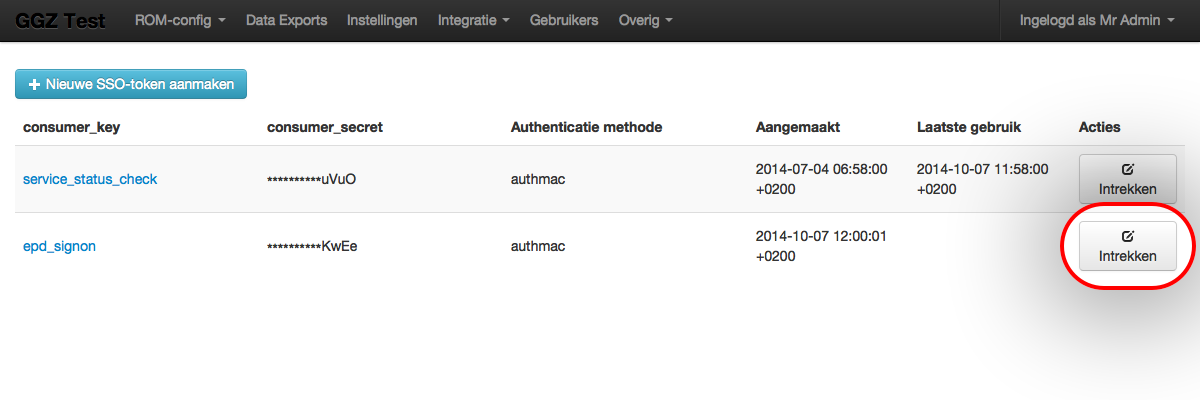 GGZ Test ROM-config Data Exports Instellingen Integratie Gebruikers Overig Ingelogd als Mr Admin
+ Nieuwe SSO-token aanmaken
consumer_key consumer_secret Authenticatie methode Aangemaakt Laatste gebruik Acties
service_status_check **********uVuO authmac 2014-07-04 06:58:00 +0200 2014-10-07 11:58:00 +0200 Intrekken
epd_signon **********KwEe authmac 2014-10-07 12:00:01 +0200 Intrekken